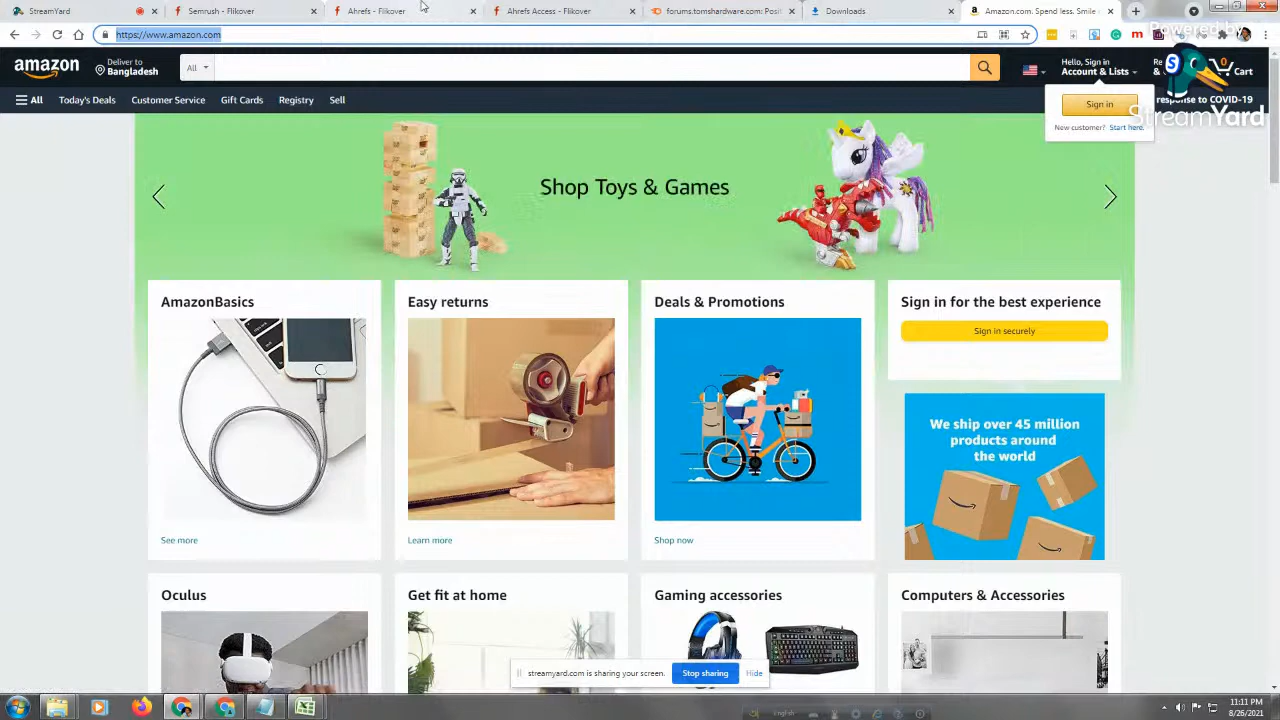 StreamYard
Semrush - Flikover
Ahrefs - Flikover
Ahrefs Access - Flikover
forums.tomshardware.com: Posit
Downloads
Amazon.com. Spend less. Smile
https://www.amazon.com
Powered by
StreamYard
amazon
Deliver to
Bangladesh
All
Hello, Sign in
Account & Lists
Re
&
0
Cart
All
Today's Deals
Customer Service
Gift Cards
Registry
Sell
response to COVID-19
Sign in
New customer? Start here.
Shop Toys & Games
AmazonBasics
Easy returns
Deals & Promotions
Sign in for the best experience
Sign in securely
We ship over 45 million
products around
the world
See more
Learn more
Shop now
Oculus
Get fit at home
Gaming accessories
Computers & Accessories
streamyard.com is sharing your screen.
Stop sharing
Hide
English
11:11 PM
8/26/2021